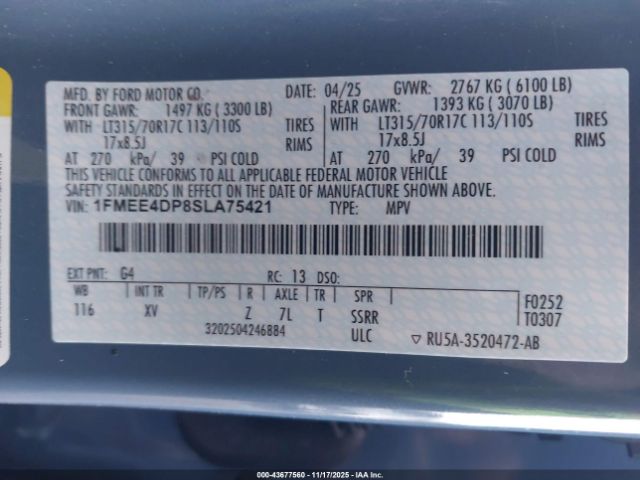 MFD. BY FORD MOTOR CO. DATE: 04/25 GVWR: 2767 KG ( 6100 LB)
FRONT GAWR: 1497 KG ( 3300 LB) REAR GAWR: 1393 KG ( 3070 LB)
WITH LT315/70R17C 113/110S TIRES WITH LT315/70R17C 113/110S TIRES
17x8.5J RIMS 17x8.5J RIMS
AT 270 kPa/ 39 PSI COLD AT 270 kPa/ 39 PSI COLD
THIS VEHICLE CONFORMS TO ALL APPLICABLE FEDERAL MOTOR VEHICLE
SAFETY STANDARDS IN EFFECT ON THE DATE OF MANUFACTURE SHOWN ABOVE.
VIN: 1FMEE4DP8SLA75421 TYPE: MPV
EXT PNT: G4 RC: 13 DSO:
WB INT TR TP/PS R AXLE TR SPR F0252
116 XV Z 7L T SSRR T0307
3202504246884 ULC ▽ RU5A-3520472-AB
000-43677560 - 11/17/2025 - IAA Inc.